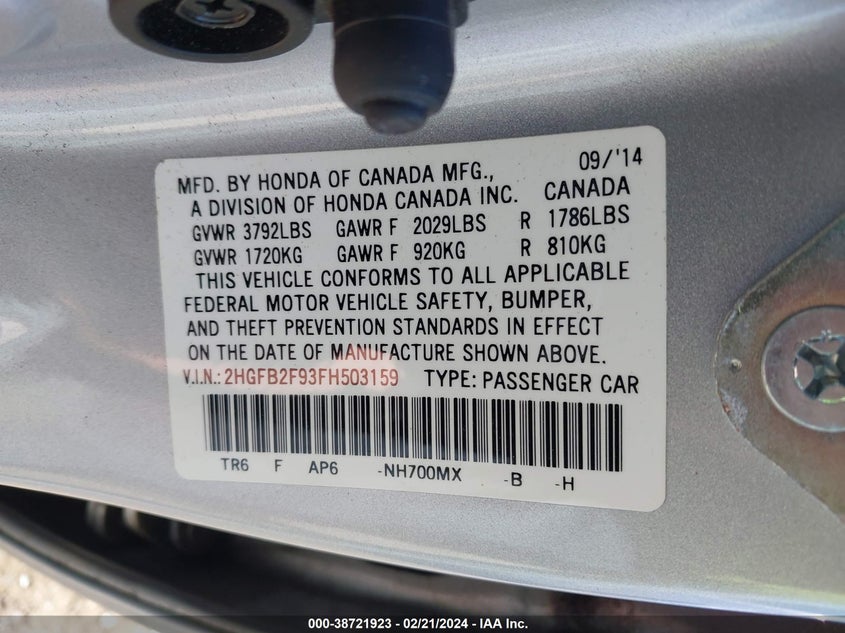 09/'14
MFD. BY HONDA OF CANADA MFG.,
A DIVISION OF HONDA CANADA INC. CANADA
GVWR 3792LBS GAWR F 2029LBS R 1786LBS
GVWR 1720KG GAWR F 920KG R 810KG
THIS VEHICLE CONFORMS TO ALL APPLICABLE
FEDERAL MOTOR VEHICLE SAFETY, BUMPER,
AND THEFT PREVENTION STANDARDS IN EFFECT
ON THE DATE OF MANUFACTURE SHOWN ABOVE.
V.I.N.: 2HGFB2F93FH503159 TYPE: PASSENGER CAR
TR6 F AP6 -NH700MX -B -H
000-38721923 - 02/21/2024 - IAA Inc.